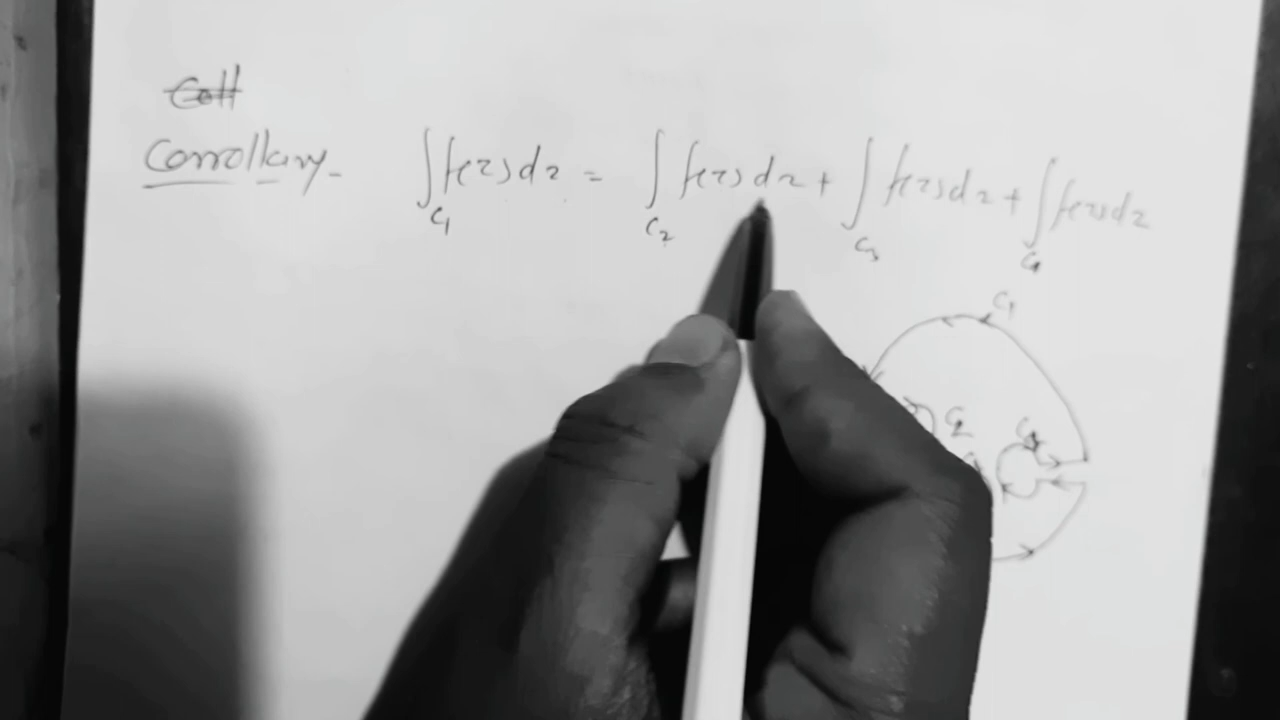 Coll
Corrollary - ∫f(z)dz = ∫f(z)dz + ∫f(z)dz + ∫f(z)dz
C₁ C₂ C₃ C₄
C₁
C₂ C₄